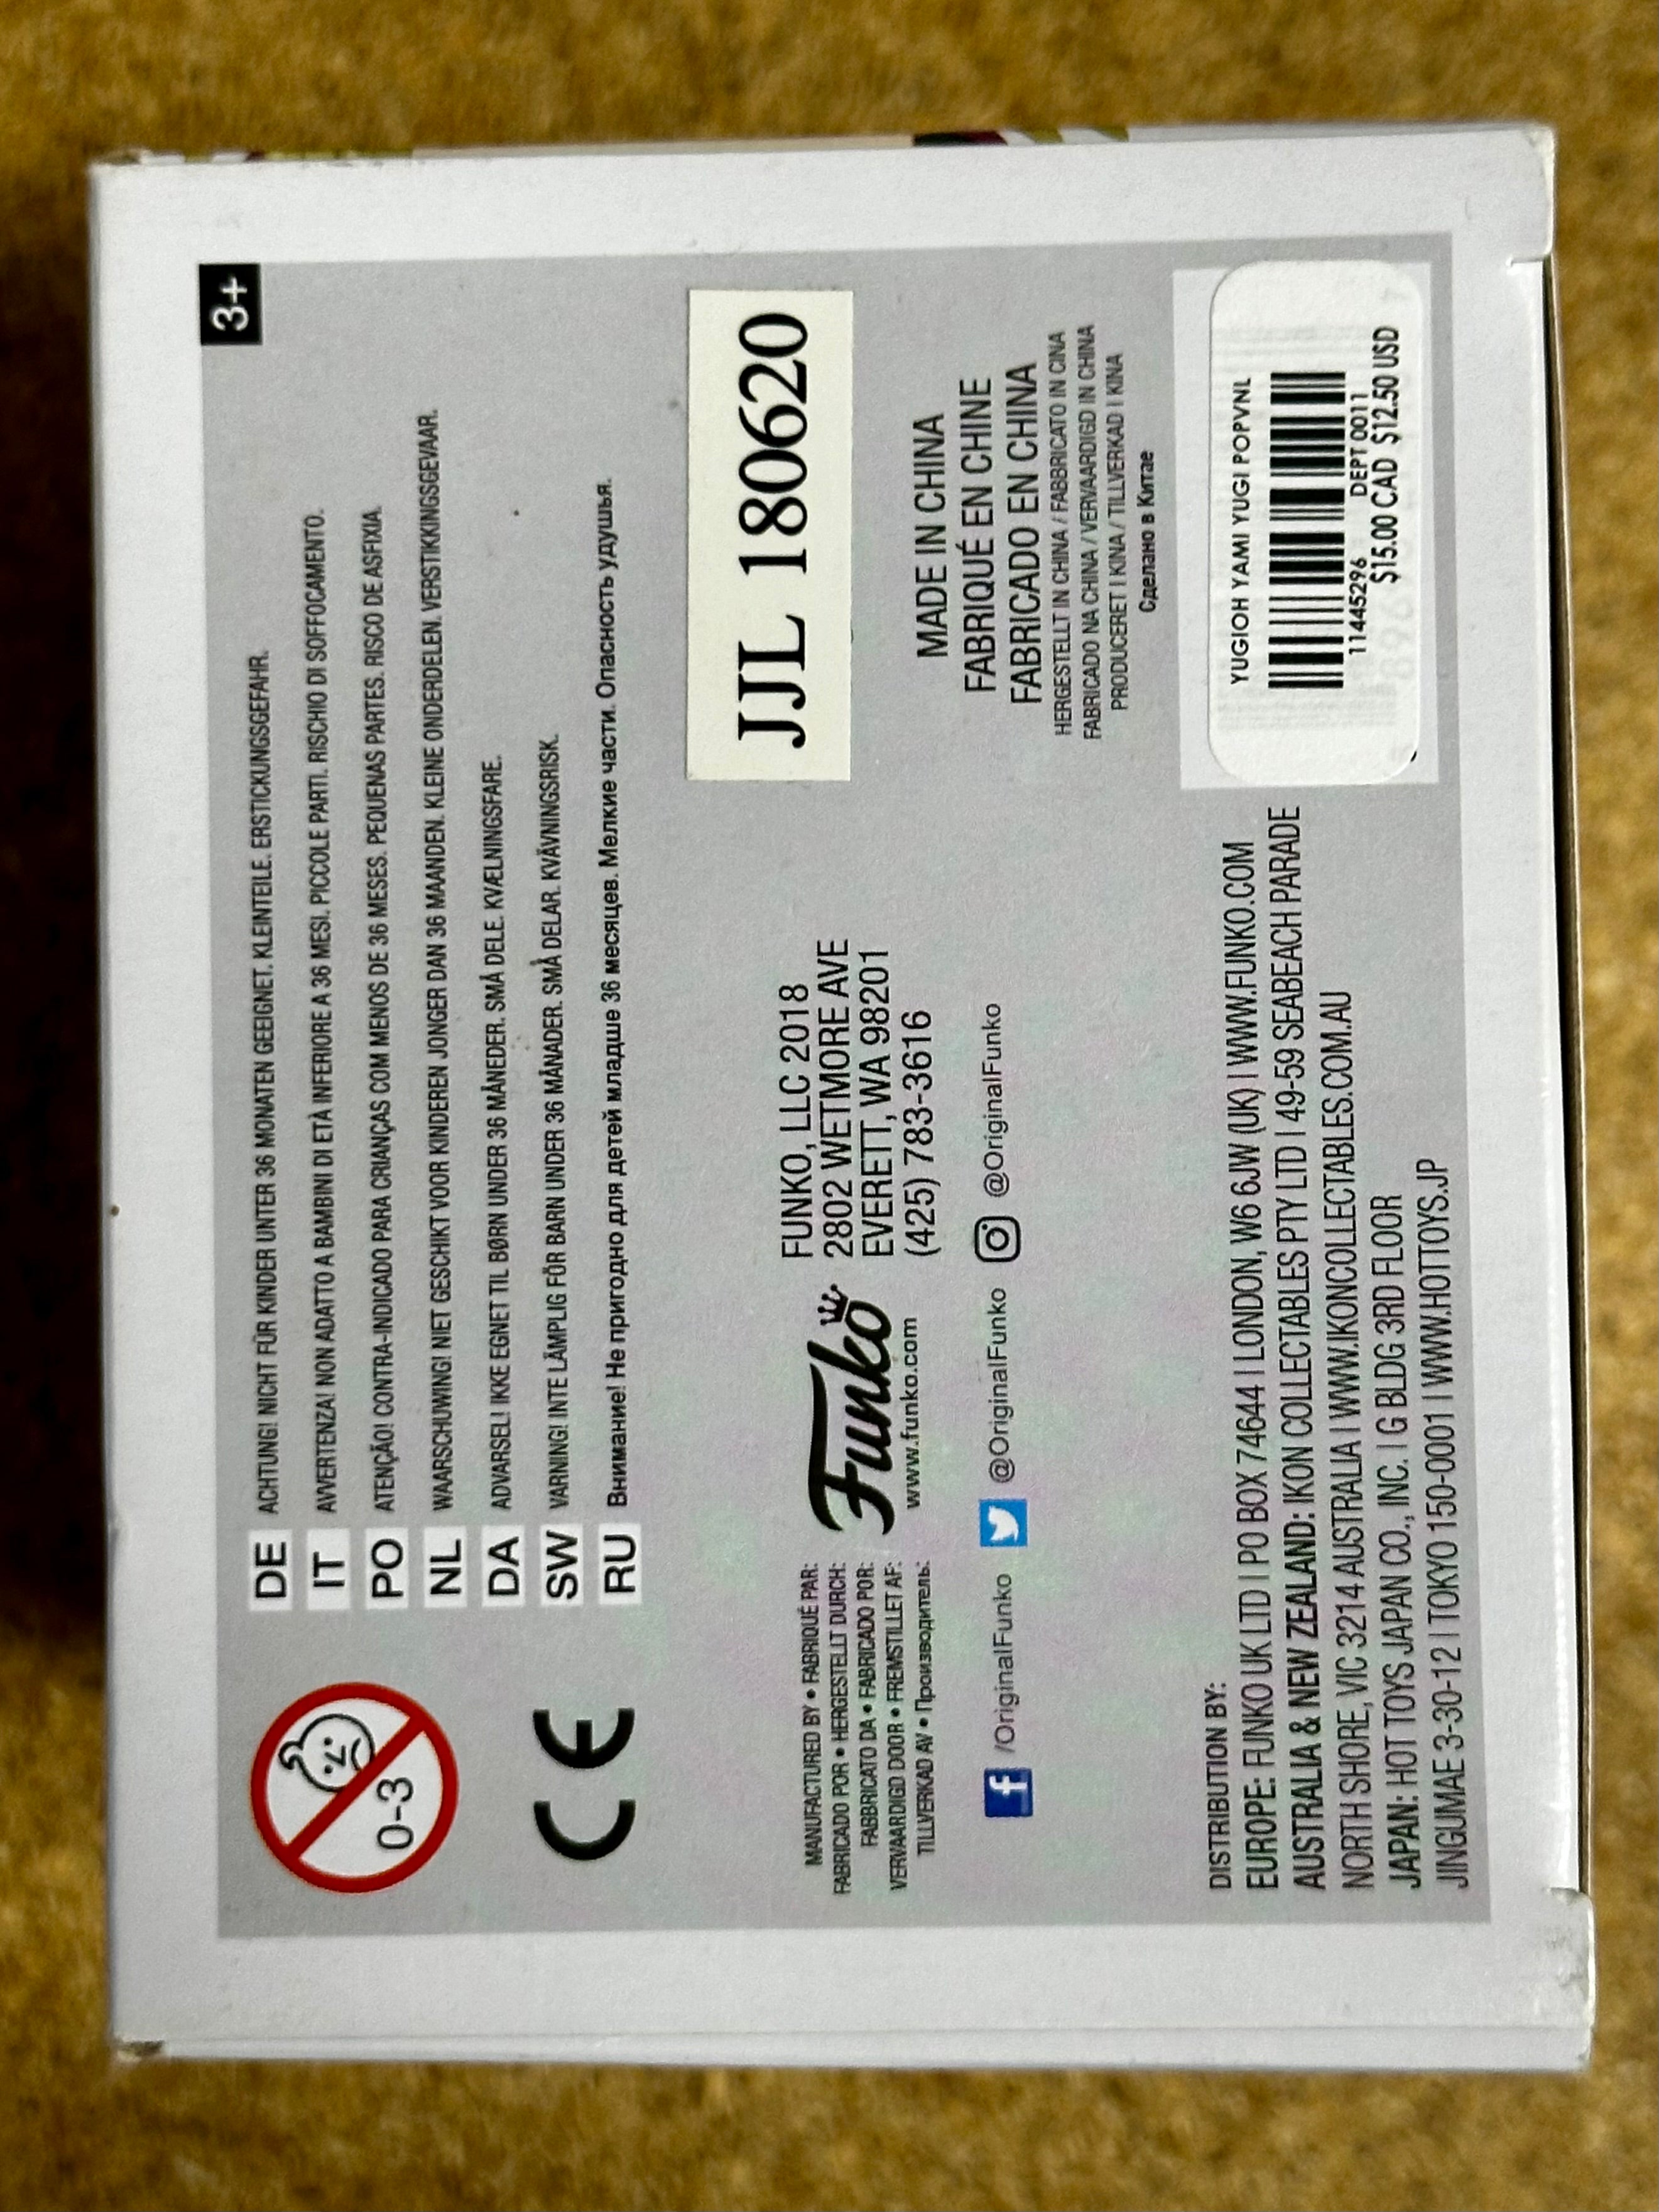 3+
0-3
DE ACHTUNG! NICHT FÜR KINDER UNTER 36 MONATEN GEEIGNET. KLEINTEILE. ERSTICKUNGSGEFAHR.
IT AVVERTENZA! NON ADATTO A BAMBINI DI ETÀ INFERIORE A 36 MESI. PICCOLE PARTI. RISCHIO DI SOFFOCAMENTO.
PO ATENÇÃO! CONTRA-INDICADO PARA CRIANÇAS COM MENOS DE 36 MESES. PEQUENAS PARTES. RISCO DE ASFIXIA.
NL WAARSCHUWING! NIET GESCHIKT VOOR KINDEREN JONGER DAN 36 MAANDEN. KLEINE ONDERDELEN. VERSTIKKINGSGEVAAR.
DA ADVARSEL! IKKE EGNET TIL BØRN UNDER 36 MÅNEDER. SMÅ DELE. KVÆLNINGSFARE.
SW VARNING! INTE LÄMPLIG FÖR BARN UNDER 36 MÅNADER. SMÅ DELAR. KVÄVNINGSRISK.
RU Внимание! Не пригодно для детей младше 36 месяцев. Мелкие части. Опасность удушья.
CE
MANUFACTURED BY • FABRIQUÉ PAR:
FABRICADO POR • HERGESTELLT DURCH:
FABBRICATO DA • FABRICADO POR:
VERVAARDIGD DOOR • FREMSTILLET AF:
TILLVERKAD AV • Производитель:
Funko
www.funko.com
FUNKO, LLC 2018
2802 WETMORE AVE
EVERETT, WA 98201
(425) 783-3616
/OriginalFunko @OriginalFunko @OriginalFunko
JJL 180620
MADE IN CHINA
FABRIQUÉ EN CHINE
FABRICADO EN CHINA
HERGESTELLT IN CHINA / FABBRICATO IN CINA
FABRICADO NA CHINA / VERVAARDIGD IN CHINA
PRODUCERET I KINA / TILLVERKAD I KINA
Сделано в Китае
DISTRIBUTION BY:
EUROPE: FUNKO UK LTD | PO BOX 74644 | LONDON, W6 6JW (UK) | WWW.FUNKO.COM
AUSTRALIA & NEW ZEALAND: IKON COLLECTABLES PTY LTD | 49-59 SEABEACH PARADE
NORTH SHORE, VIC 3214 AUSTRALIA | WWW.IKONCOLLECTABLES.COM.AU
JAPAN: HOT TOYS JAPAN CO., INC. | G BLDG 3RD FLOOR
JINGUMAE 3-30-12 | TOKYO 150-0001 | WWW.HOTTOYS.JP
YUGIOH YAMI YUGI POPVNL
11445296 DEPT 0011
$15.00 CAD $12.50 USD